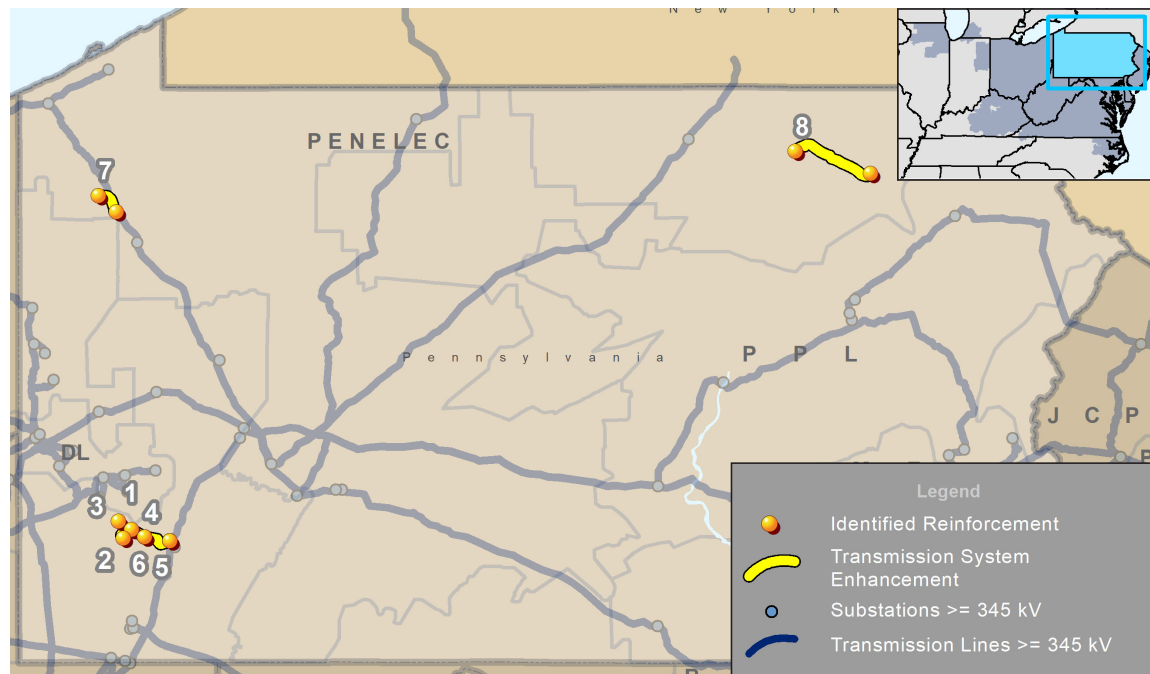 New York
PENELEC
8
7
Pennsylvania
PPL
JCP
DL
1
3
4
2
6
5
Legend
Identified Reinforcement
Transmission System
Enhancement
Substations >= 345 kV
Transmission Lines >= 345 kV